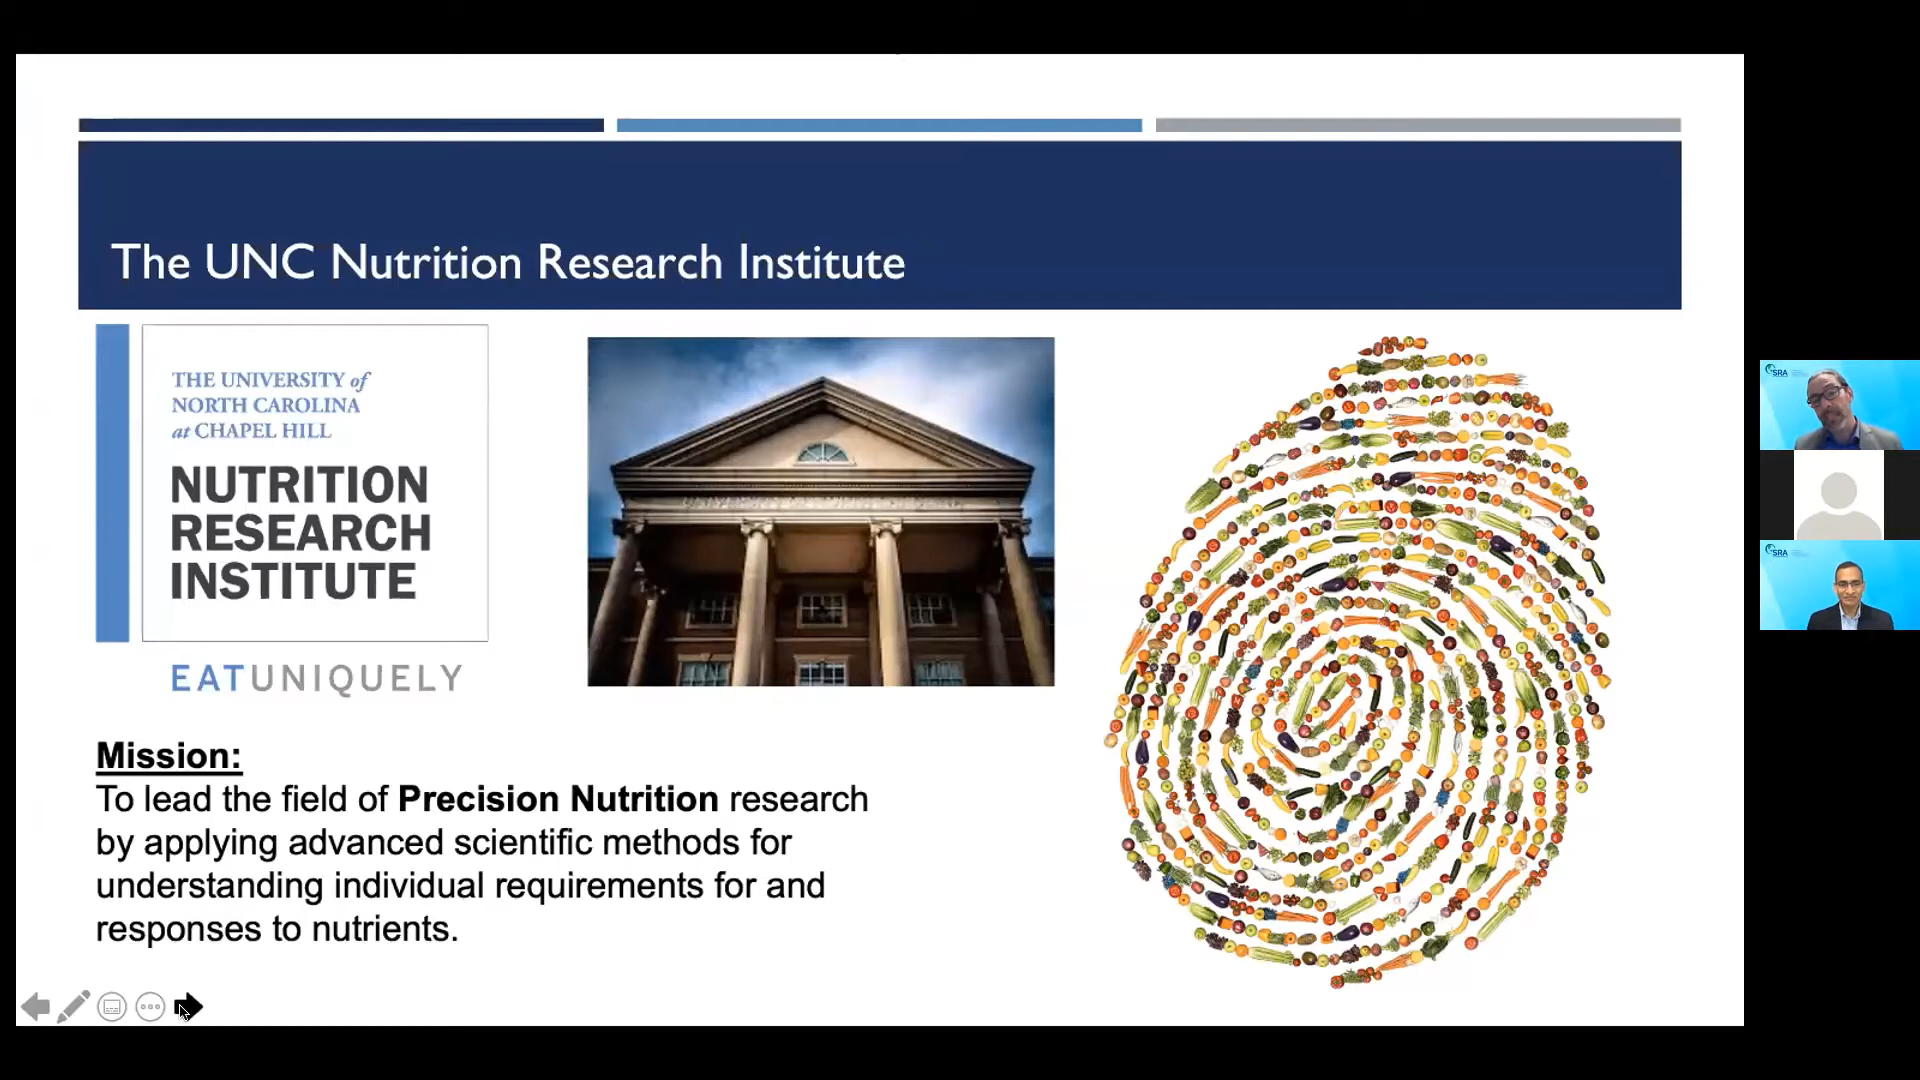 The UNC Nutrition Research Institute
THE UNIVERSITY of
NORTH CAROLINA
at CHAPEL HILL
NUTRITION
RESEARCH
INSTITUTE
EATUNIQUELY
Mission:
To lead the field of Precision Nutrition research
by applying advanced scientific methods for
understanding individual requirements for and
responses to nutrients.
SRA
SRA